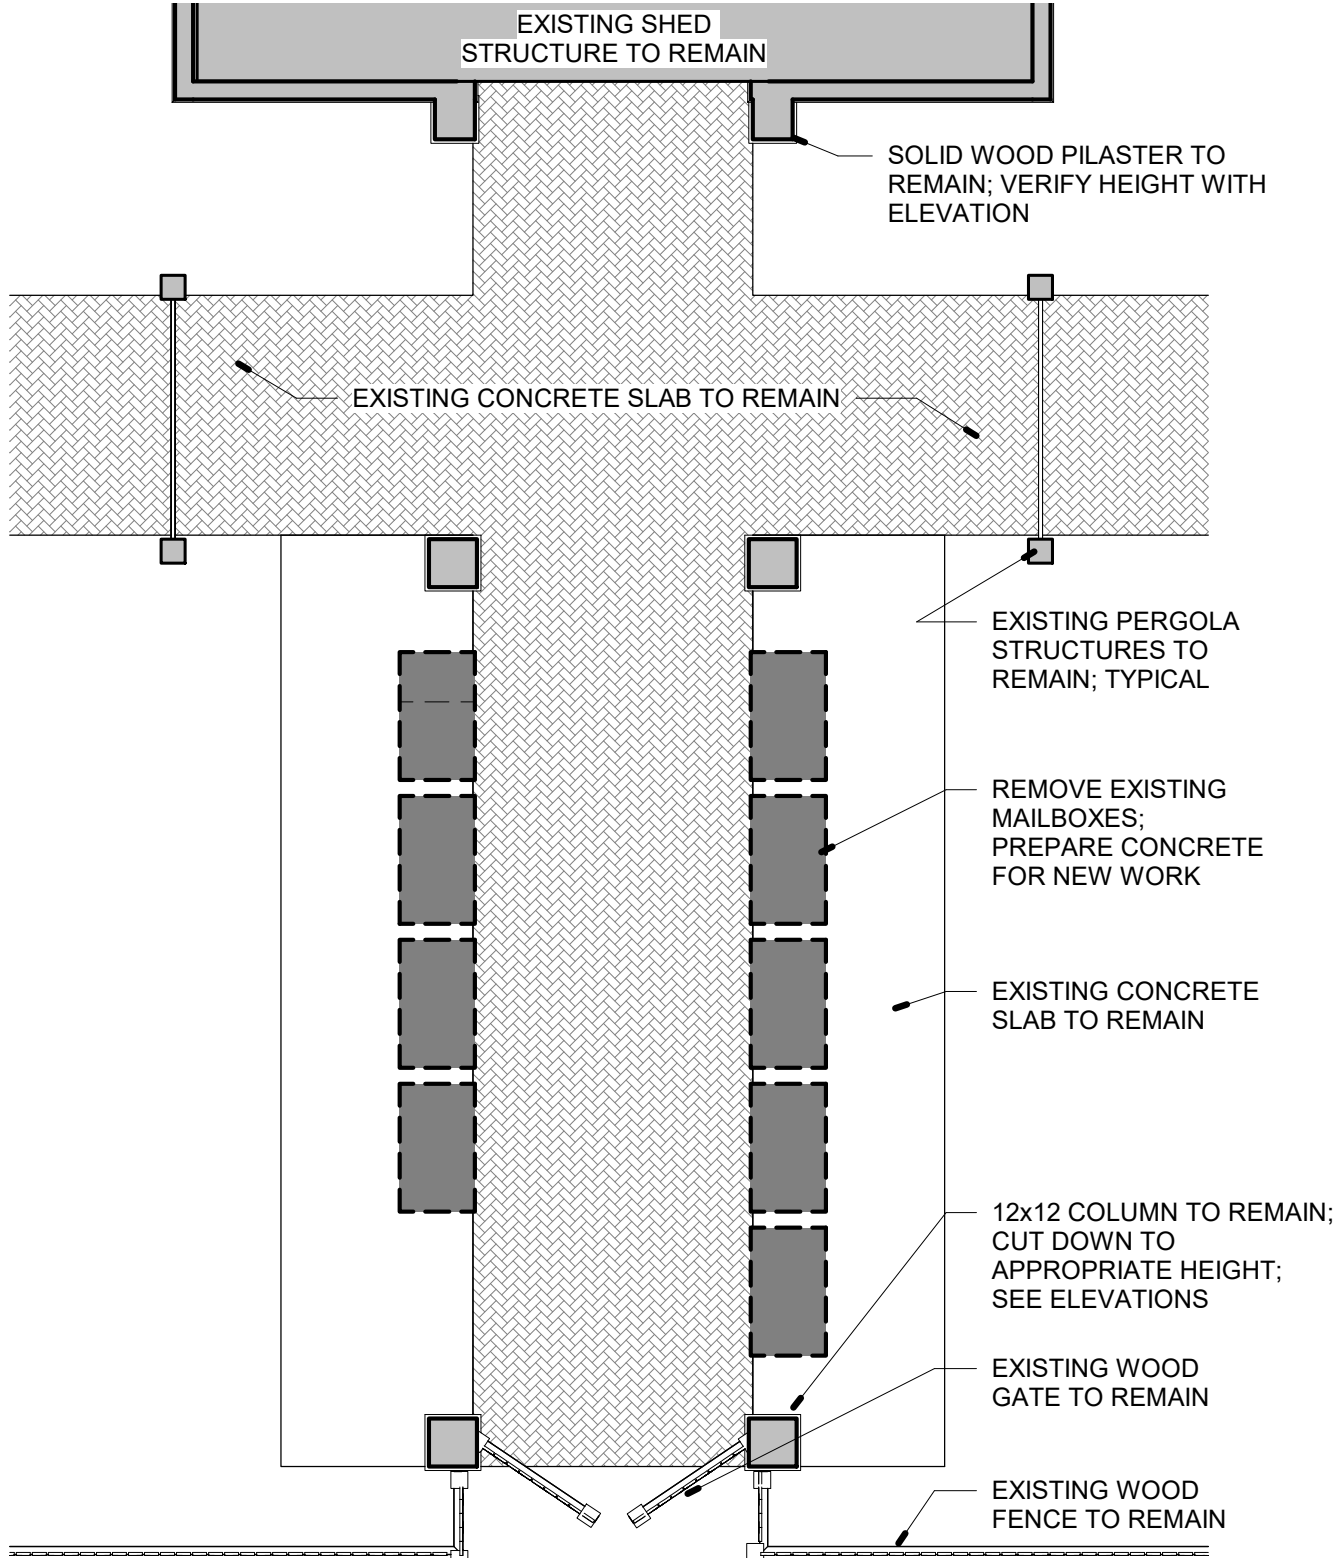 EXISTING SHED
STRUCTURE TO REMAIN
SOLID WOOD PILASTER TO
REMAIN; VERIFY HEIGHT WITH
ELEVATION
EXISTING CONCRETE SLAB TO REMAIN
EXISTING PERGOLA
STRUCTURES TO
REMAIN; TYPICAL
REMOVE EXISTING
MAILBOXES;
PREPARE CONCRETE
FOR NEW WORK
EXISTING CONCRETE
SLAB TO REMAIN
12x12 COLUMN TO REMAIN;
CUT DOWN TO
APPROPRIATE HEIGHT;
SEE ELEVATIONS
EXISTING WOOD
GATE TO REMAIN
EXISTING WOOD
FENCE TO REMAIN